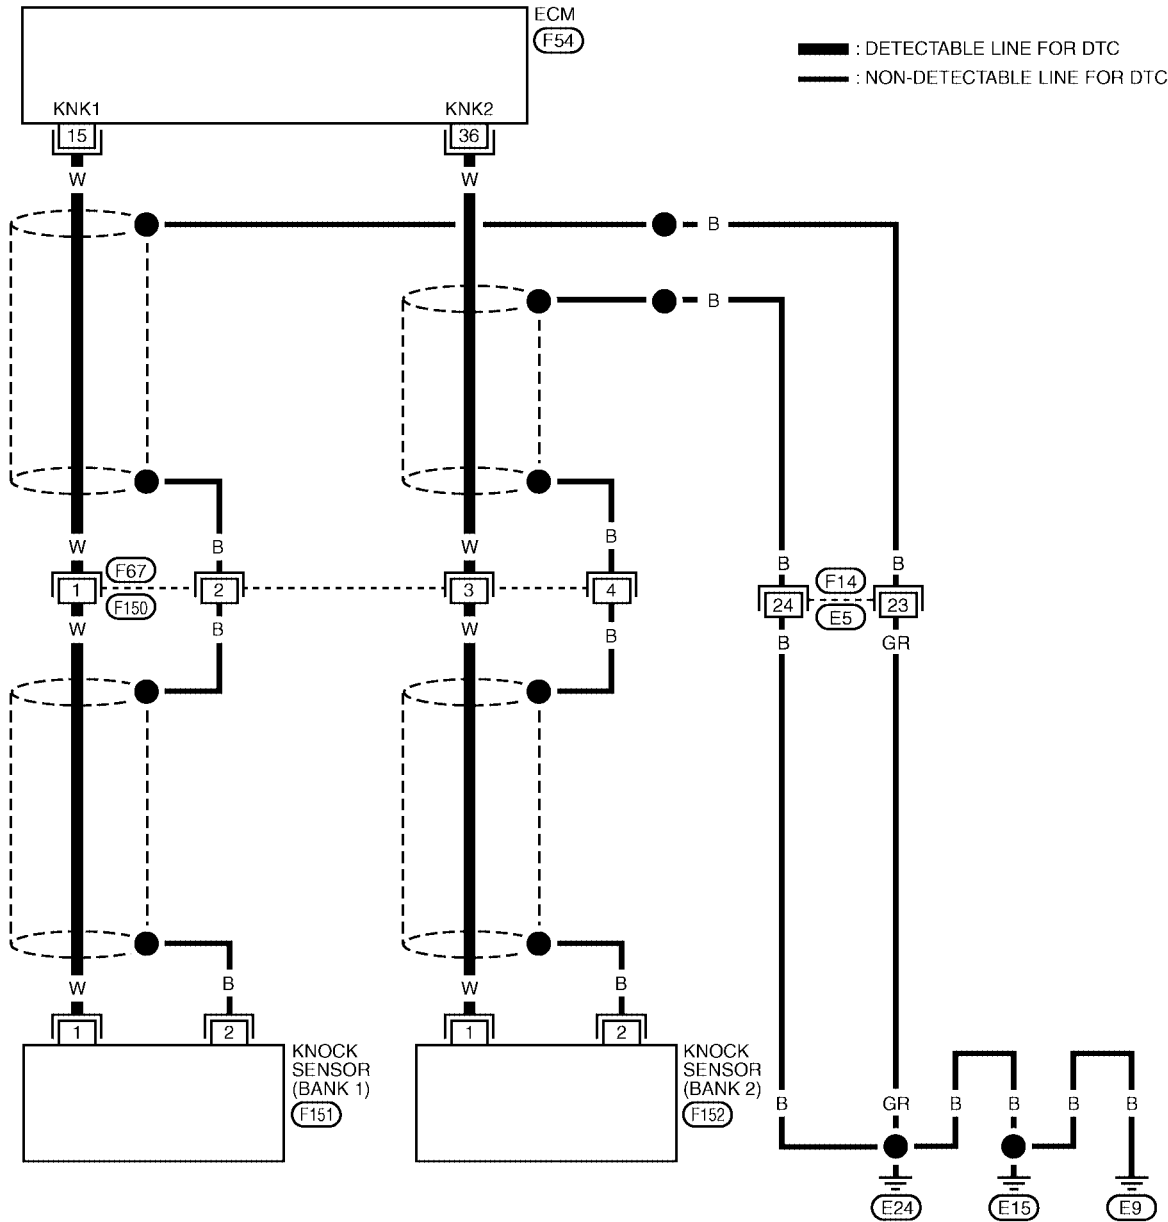 ECM
F54
: DETECTABLE LINE FOR DTC
: NON-DETECTABLE LINE FOR DTC
KNK1 KNK2
15 36
W W
B
B
W B W B B B
F67 F14
1 2 3 4 24 23
F150 E5
W B W B B GR
W B W B
1 2 1 2
KNOCK
SENSOR
(BANK 1)
F151
KNOCK
SENSOR
(BANK 2)
F152
B GR B B B B
E24 E15 E9